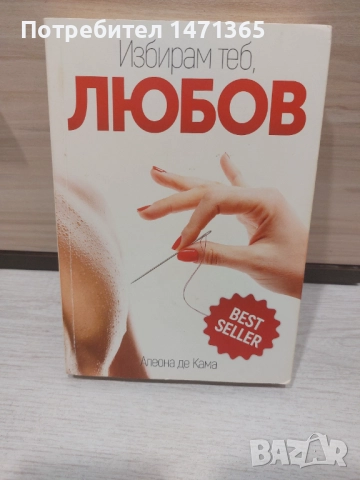 Потребител 1471365
Избирам теб,
ЛЮБОВ
BEST
SELLER
Алеона де Кама
BAZAR